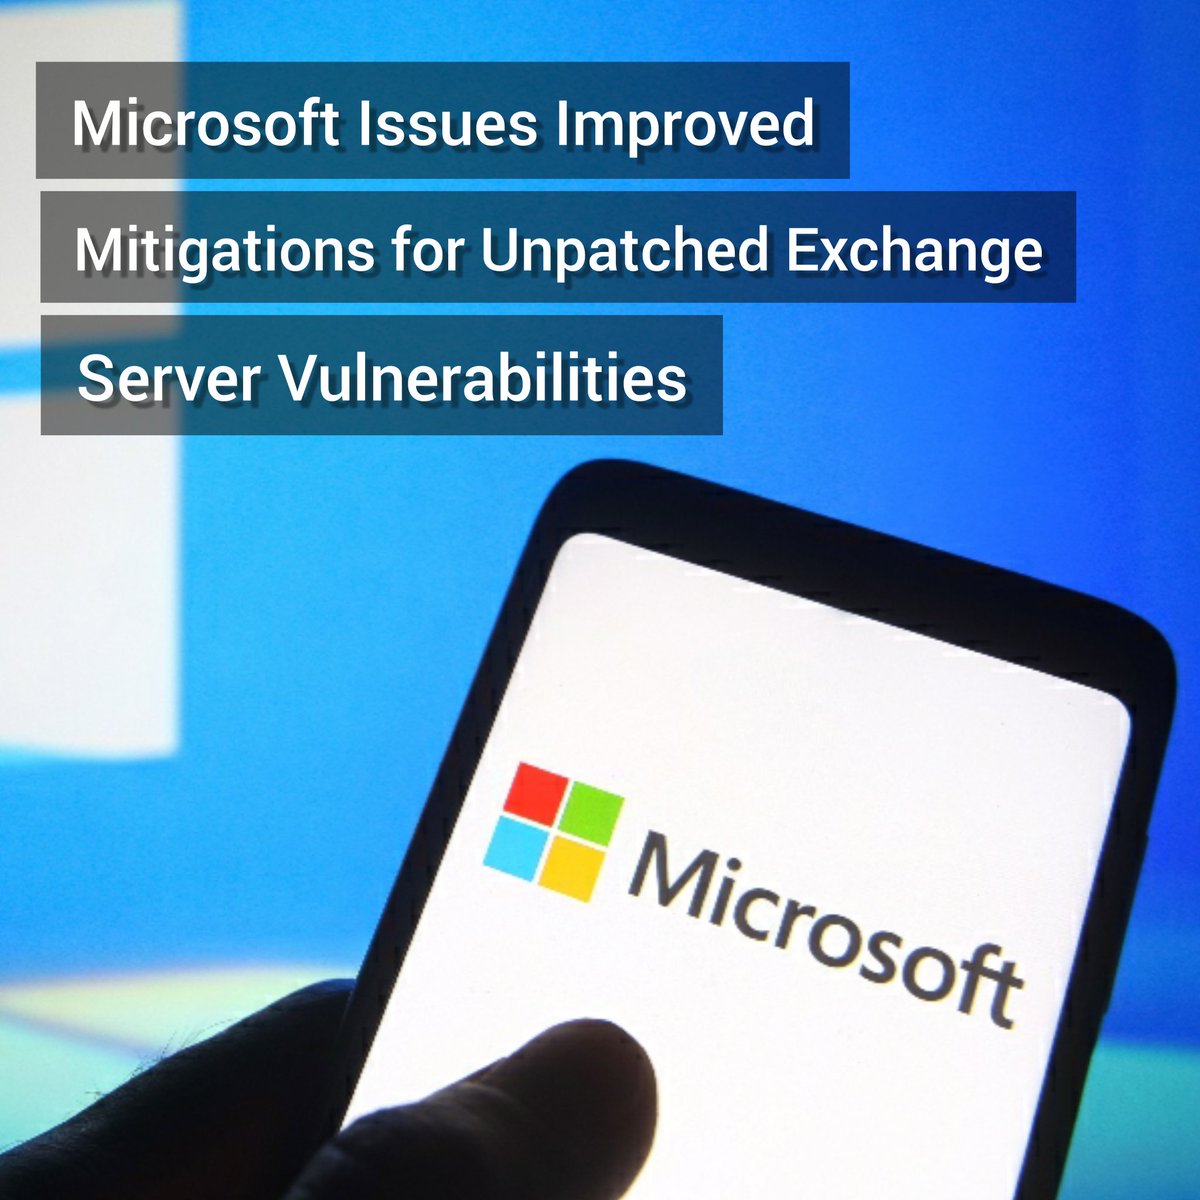 Microsoft Issues Improved
Mitigations for Unpatched Exchange
Server Vulnerabilities
Microsoft